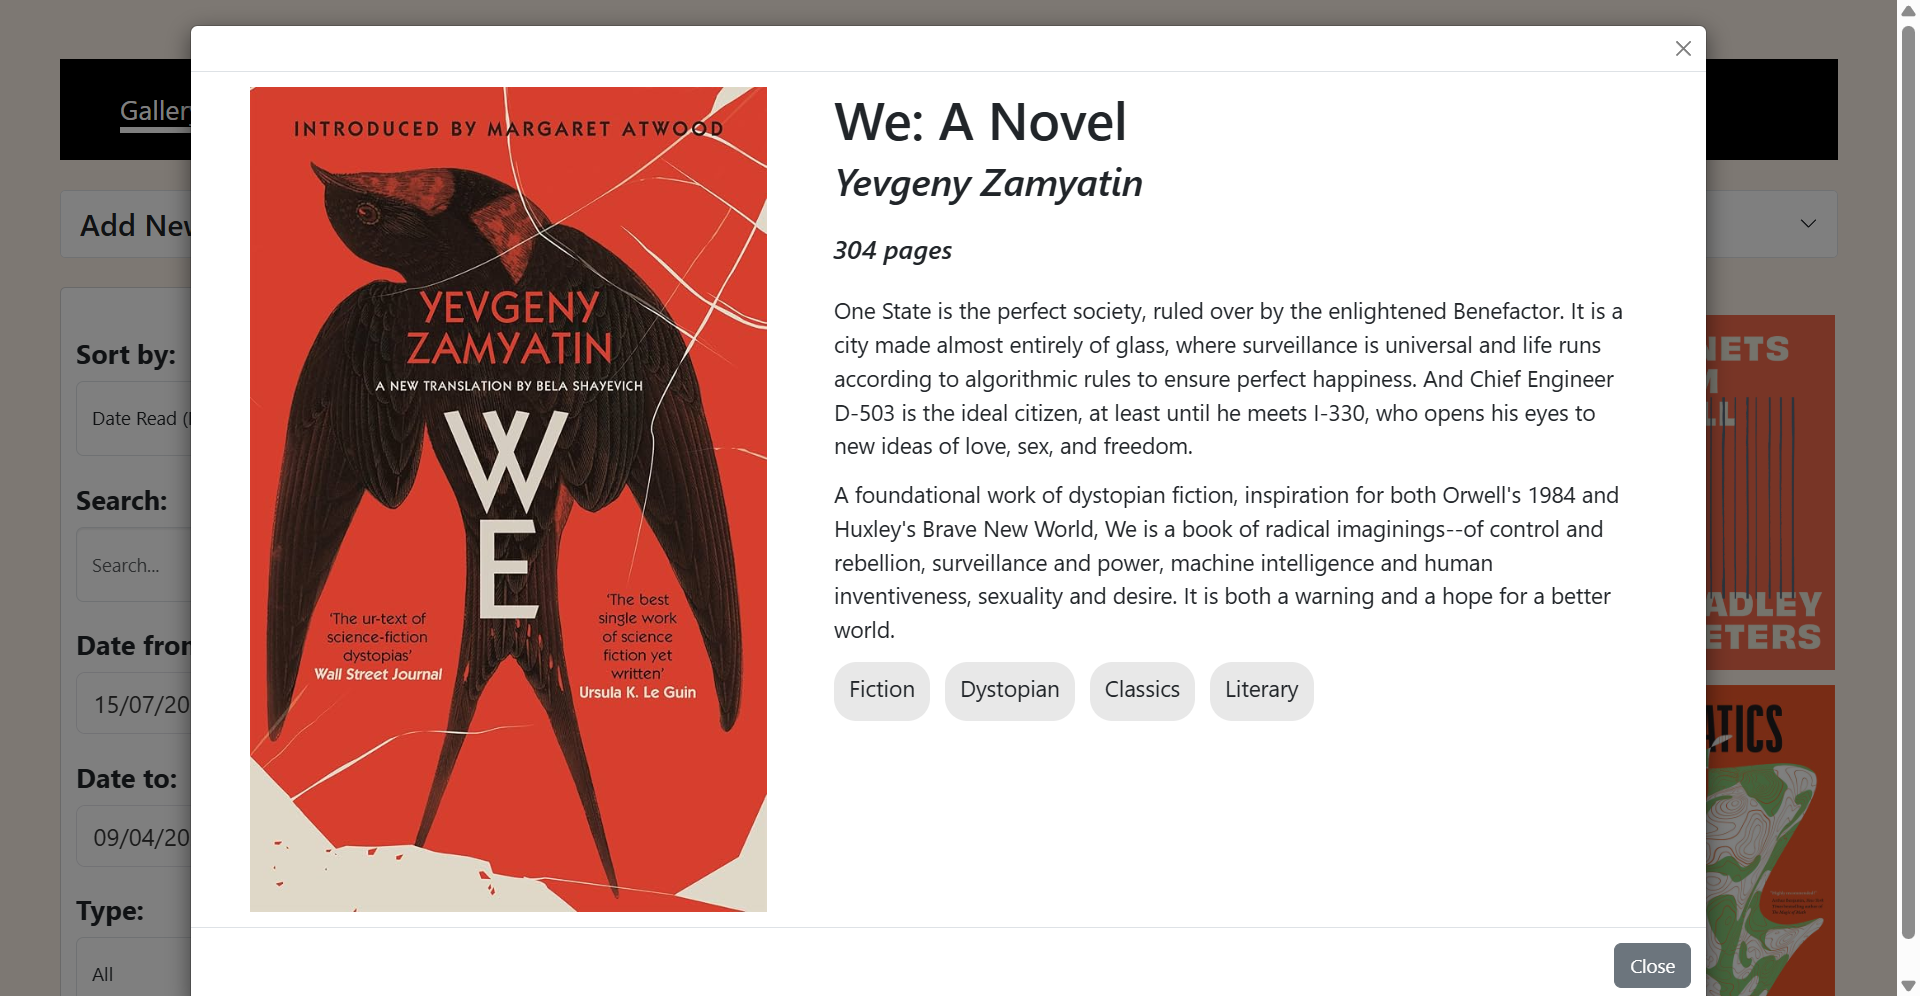 Gallery
Add New
Sort by:
Date Read (
Search:
Search...
Date from
15/07/20
Date to:
09/04/20
Type:
All
INTRODUCED BY MARGARET ATWOOD
YEVGENY
ZAMYATIN
A NEW TRANSLATION BY BELA SHAYEVICH
WE
'The ur-text of
science-fiction
dystopias'
Wall Street Journal
'The best
single work
of science
fiction yet
written'
Ursula K. Le Guin
We: A Novel
Yevgeny Zamyatin
304 pages
One State is the perfect society, ruled over by the enlightened Benefactor. It is a
city made almost entirely of glass, where surveillance is universal and life runs
according to algorithmic rules to ensure perfect happiness. And Chief Engineer
D-503 is the ideal citizen, at least until he meets I-330, who opens his eyes to
new ideas of love, sex, and freedom.
A foundational work of dystopian fiction, inspiration for both Orwell's 1984 and
Huxley's Brave New World, We is a book of radical imaginings--of control and
rebellion, surveillance and power, machine intelligence and human
inventiveness, sexuality and desire. It is both a warning and a hope for a better
world.
Fiction
Dystopian
Classics
Literary
Close
NETS
M
LL
ADLEY
ETERS
ATICS